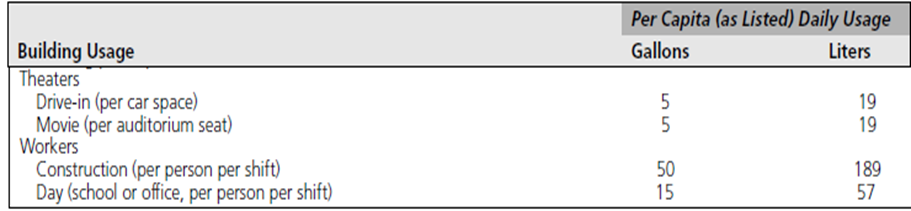 Per Capita (as Listed) Daily Usage
Building Usage Gallons Liters
Theaters
Drive-in (per car space) 5 19
Movie (per auditorium seat) 5 19
Workers
Construction (per person per shift) 50 189
Day (school or office, per person per shift) 15 57